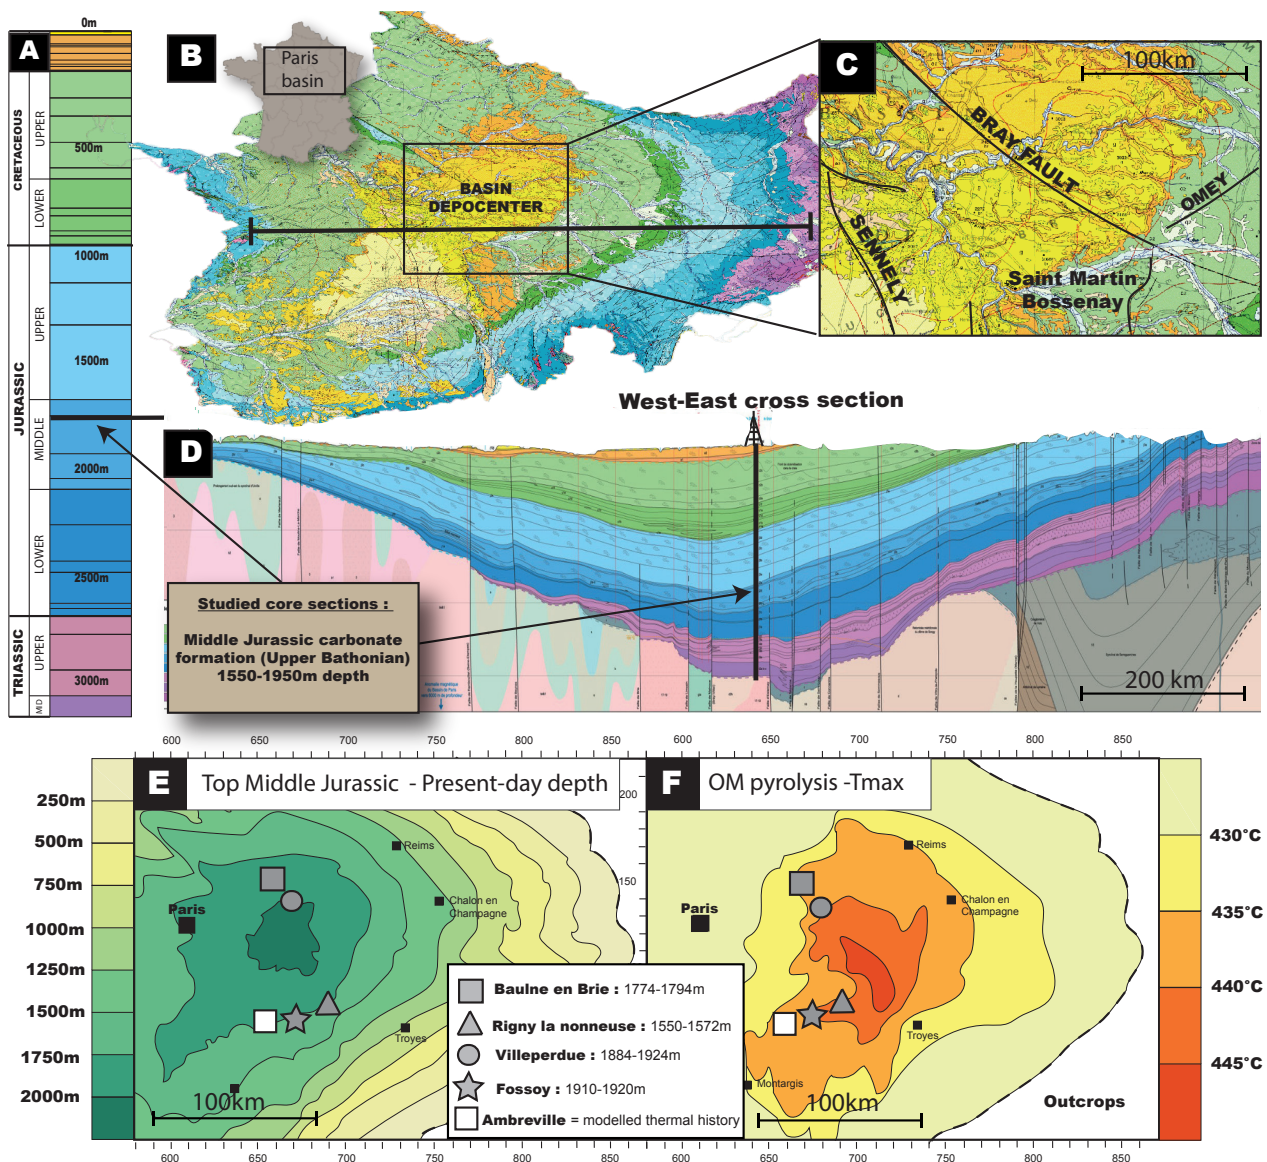 A
0m
500m
1000m
1500m
2000m
2500m
3000m
CRETACEOUS
UPPER
LOWER
JURASSIC
UPPER
MIDDLE
LOWER
TRIASSIC
UPPER
MID
B
Paris
basin
BASIN
DEPOCENTER
C
100km
BRAY FAULT
OMEY
SENNELY
Saint Martin
Bossenay
West-East cross section
D
Studied core sections :
Middle Jurassic carbonate
formation (Upper Bathonian)
1550-1950m depth
200 km
600 650 700 750 600 650 700 750 800 850
E Top Middle Jurassic - Present-day depth
200
150
250m
500m
750m
1000m
1250m
1500m
1750m
2000m
Reims
Chalon en
Champagne
Paris
Troyes
100km
F OM pyrolysis -Tmax
Reims
Chalon en
Champagne
Paris
Troyes
Montargis
100km
Outcrops
430°C
435°C
440°C
445°C
Baulne en Brie : 1774-1794m
Rigny la nonneuse : 1550-1572m
Villeperdue : 1884-1924m
Fossoy : 1910-1920m
Ambreville = modelled thermal history
600 650 700 750 600 650 700 750 800 850